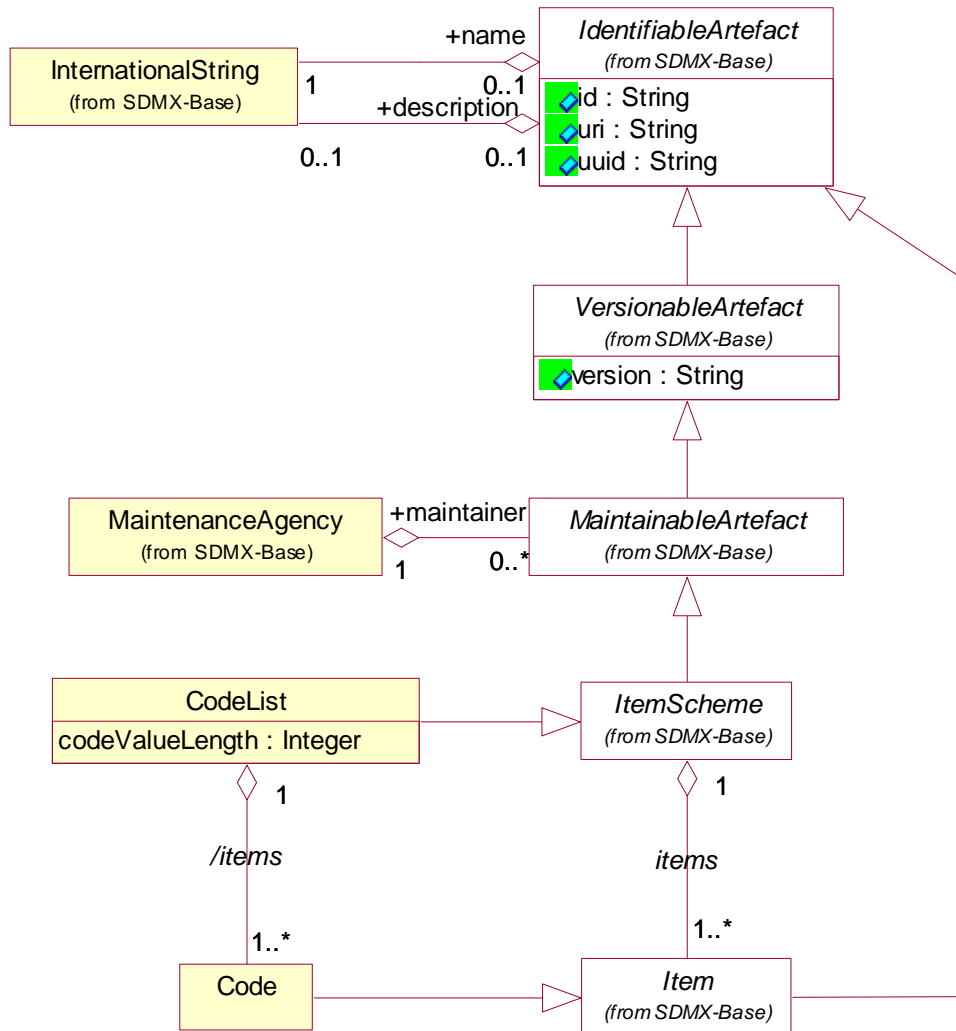 IdentifiableArtefact
(from SDMX-Base)
id : String
uri : String
uuid : String
+name
InternationalString
(from SDMX-Base)
1
0..1
+description
0..1
0..1
VersionableArtefact
(from SDMX-Base)
version : String
MaintenanceAgency
(from SDMX-Base)
+maintainer
1
0..*
MaintainableArtefact
(from SDMX-Base)
CodeList
codeValueLength : Integer
ItemScheme
(from SDMX-Base)
1
1
/items
items
1..*
1..*
Code
Item
(from SDMX-Base)